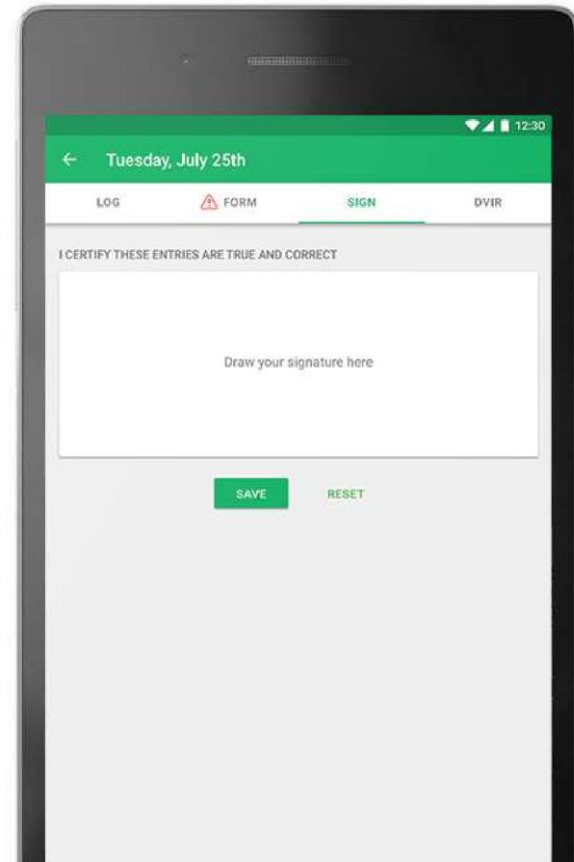 12:30
Tuesday, July 25th
LOG FORM SIGN DVIR
I CERTIFY THESE ENTRIES ARE TRUE AND CORRECT
Draw your signature here
SAVE RESET